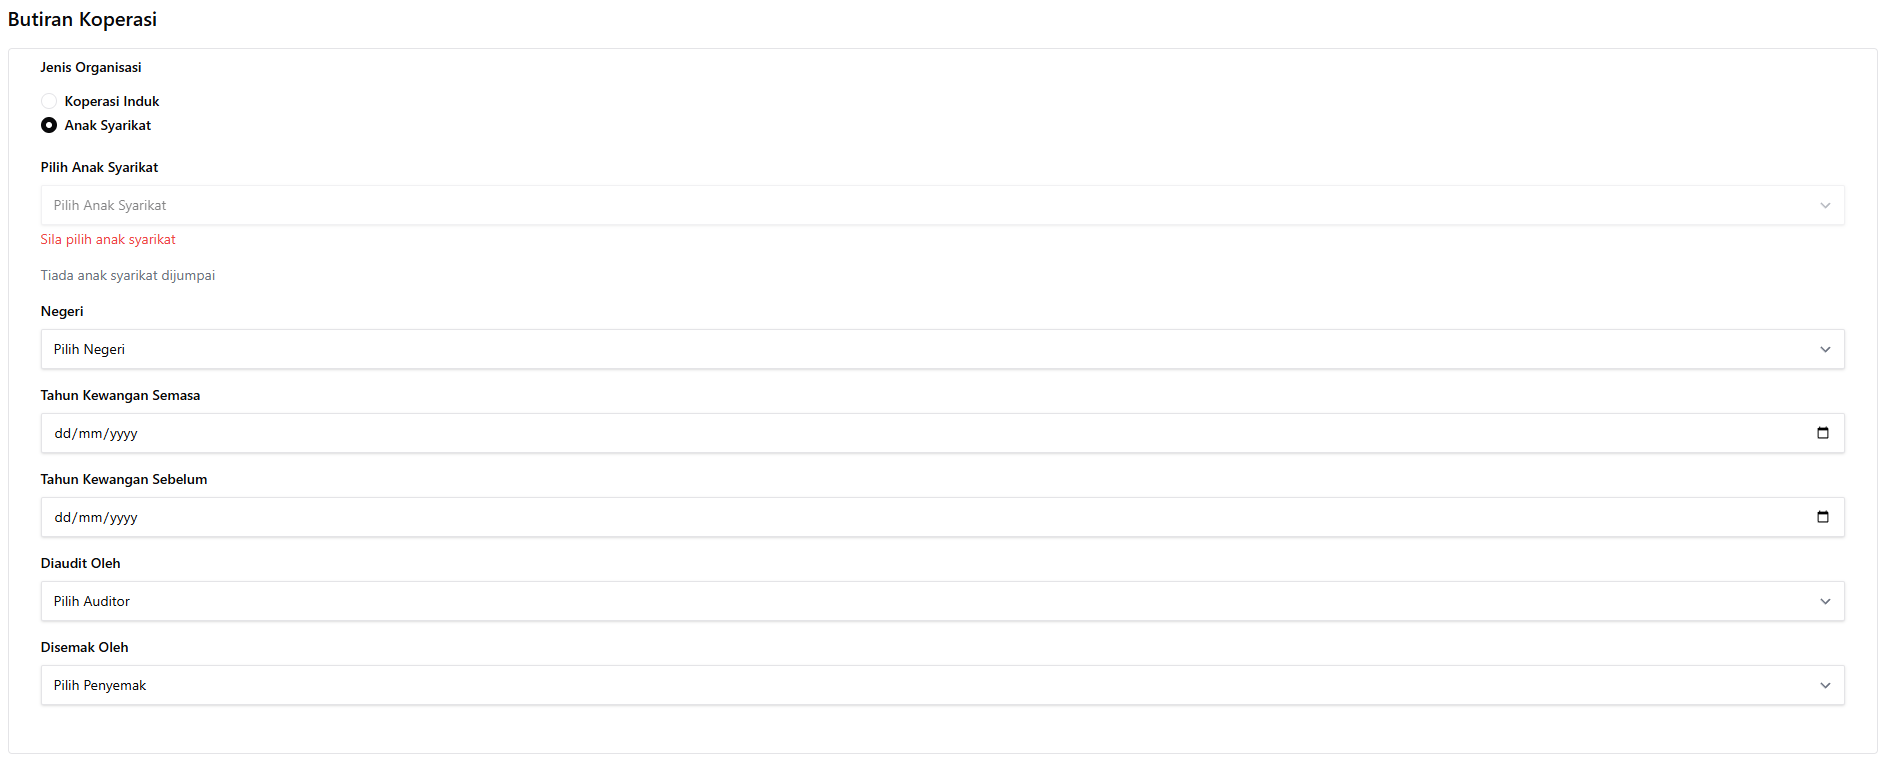 Butiran Koperasi
Jenis Organisasi
Koperasi Induk
Anak Syarikat
Pilih Anak Syarikat
Pilih Anak Syarikat
Sila pilih anak syarikat
Tiada anak syarikat dijumpai
Negeri
Pilih Negeri
Tahun Kewangan Semasa
dd/mm/yyyy
Tahun Kewangan Sebelum
dd/mm/yyyy
Diaudit Oleh
Pilih Auditor
Disemak Oleh
Pilih Penyemak